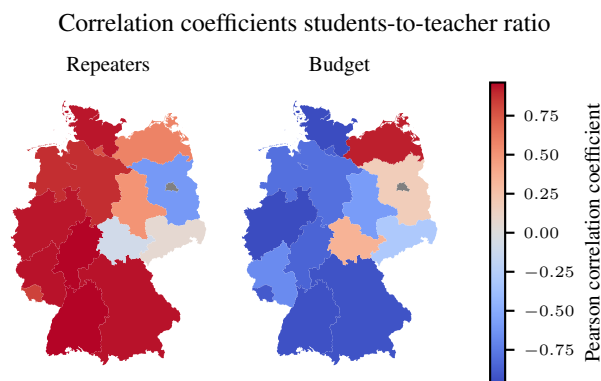 Correlation coefficients students-to-teacher ratio
Repeaters
Budget
0.75
0.50
0.25
0.00
−0.25
−0.50
−0.75
Pearson correlation coefficient